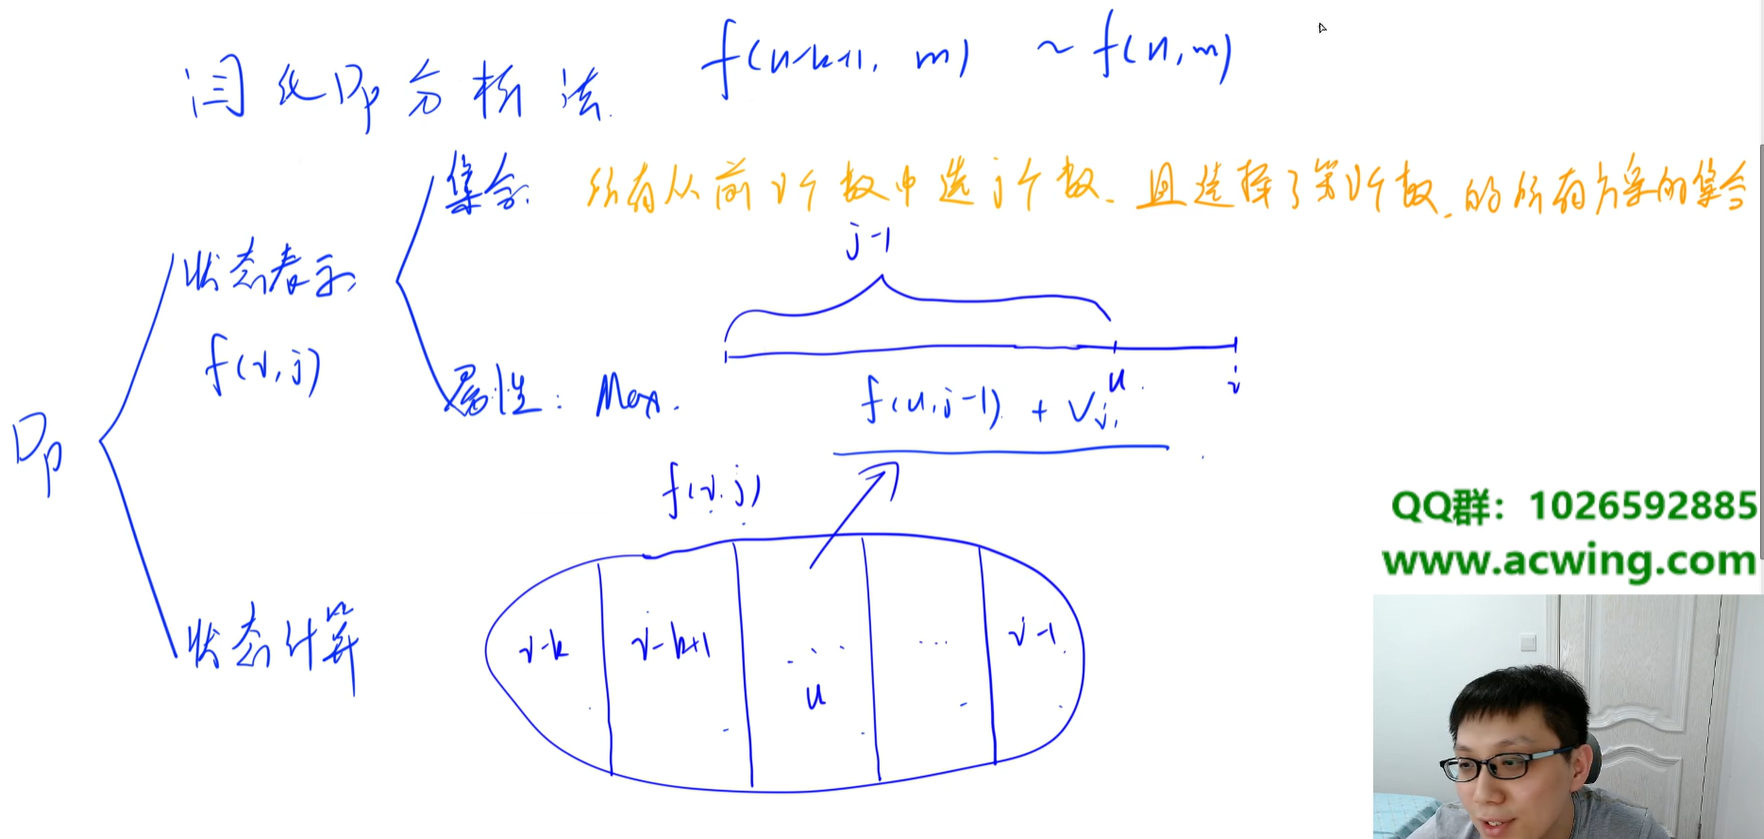 闫氏DP分析法 f(n-k+1, m) ~ f(n, m)
集合: 所有从前i个数中选j个数、且选择了第i个数、的所有方案的集合
j-1
状态表示
f(i, j)
u i
属性: Max.
f(u, j-1) + Vi
Dp
f(i, j)
QQ群：1026592885
www.acwing.com
i-k i-k+1 ... ... i-1
状态计算
u